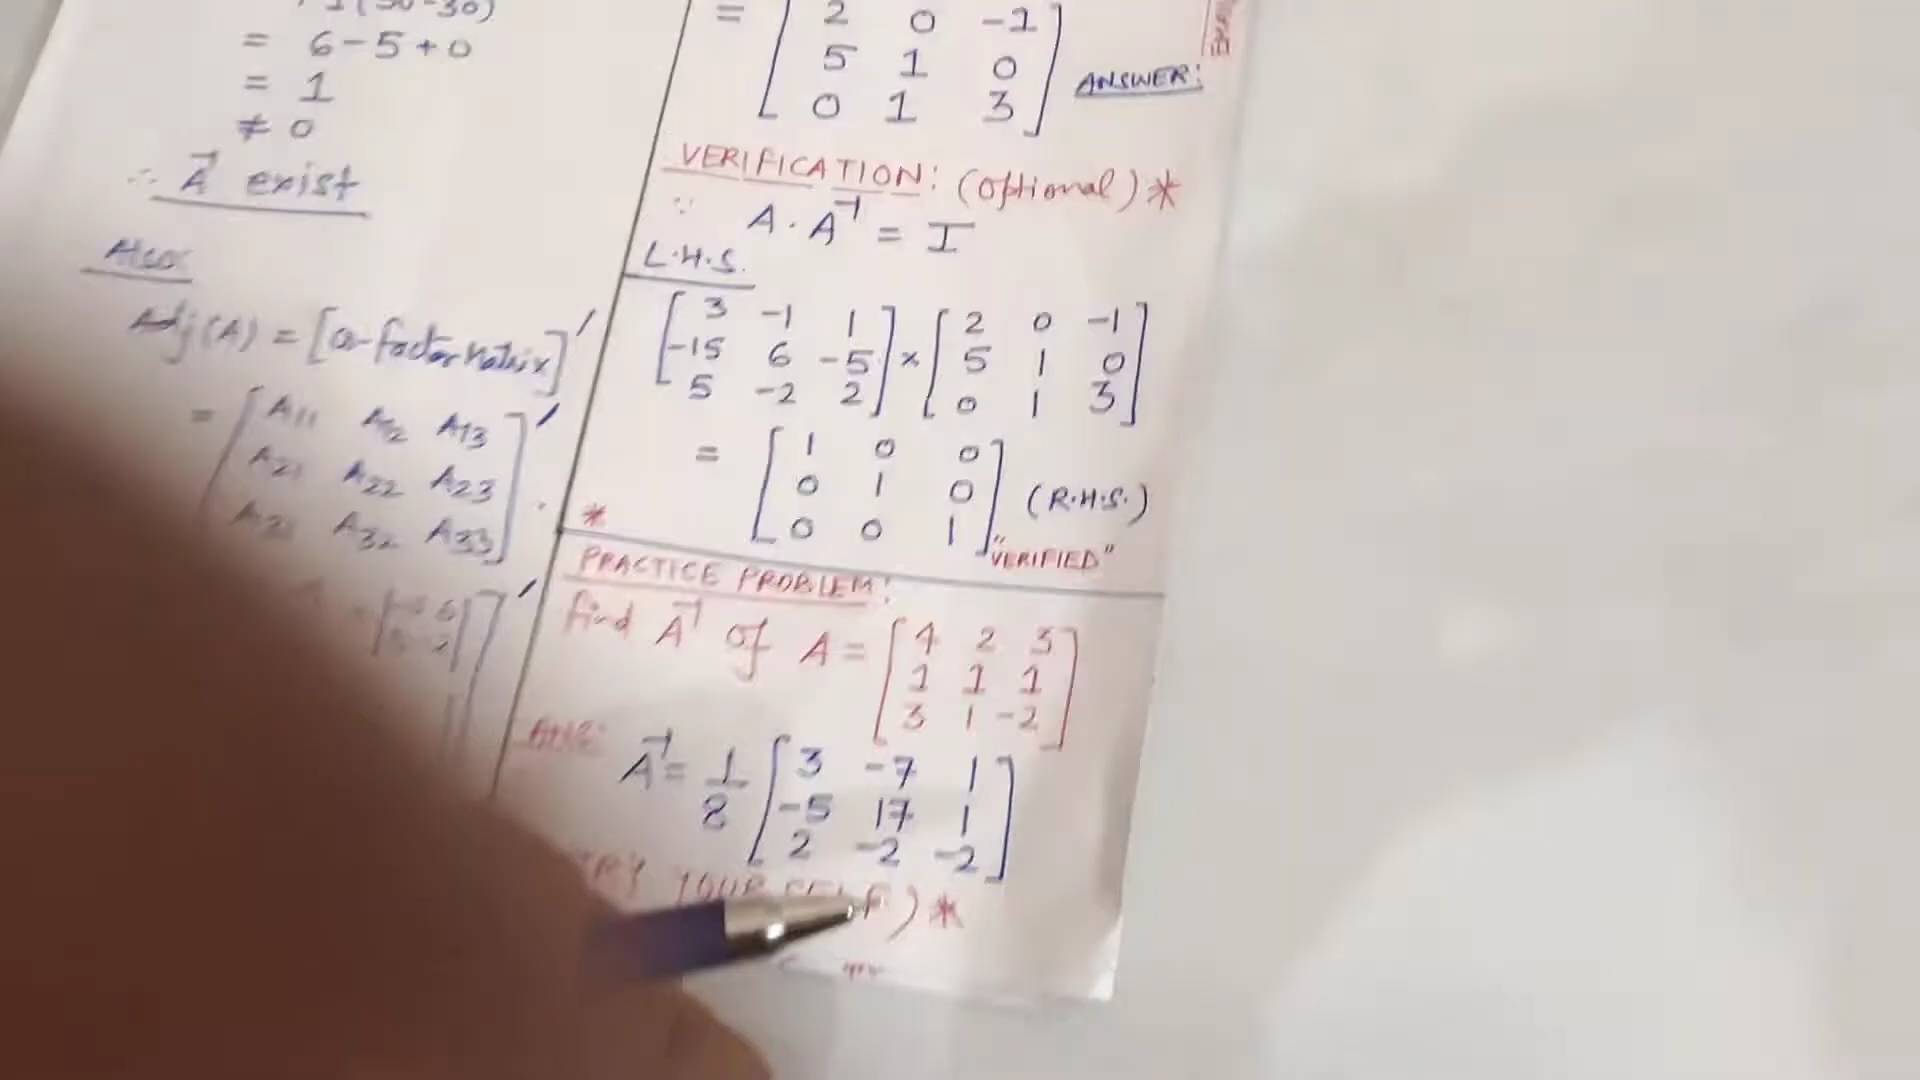 = 6-5+0
= 1
≠ 0
∴ A⁻¹ exist
Also:
Adj(A) = [Co-factor Matrix]′
= [A11 A12 A13
A21 A22 A23
A31 A32 A33]′
= [2 0 -1
5 1 0
0 1 3] ANSWER:
VERIFICATION: (Optional)*
∵ A·A⁻¹ = I
L.H.S.
[3 -1 1
-15 6 -5
5 -2 2] × [2 0 -1
5 1 0
0 1 3]
= [1 0 0
0 1 0
0 0 1] (R.H.S.)
"VERIFIED"
*
PRACTICE PROBLEM:
find A⁻¹ of A = [4 2 3
1 1 1
3 1 -2]
ANS:
A⁻¹ = 1/8 [3 -7 1
-5 17 1
2 -2 -2]
YOURSELF)*